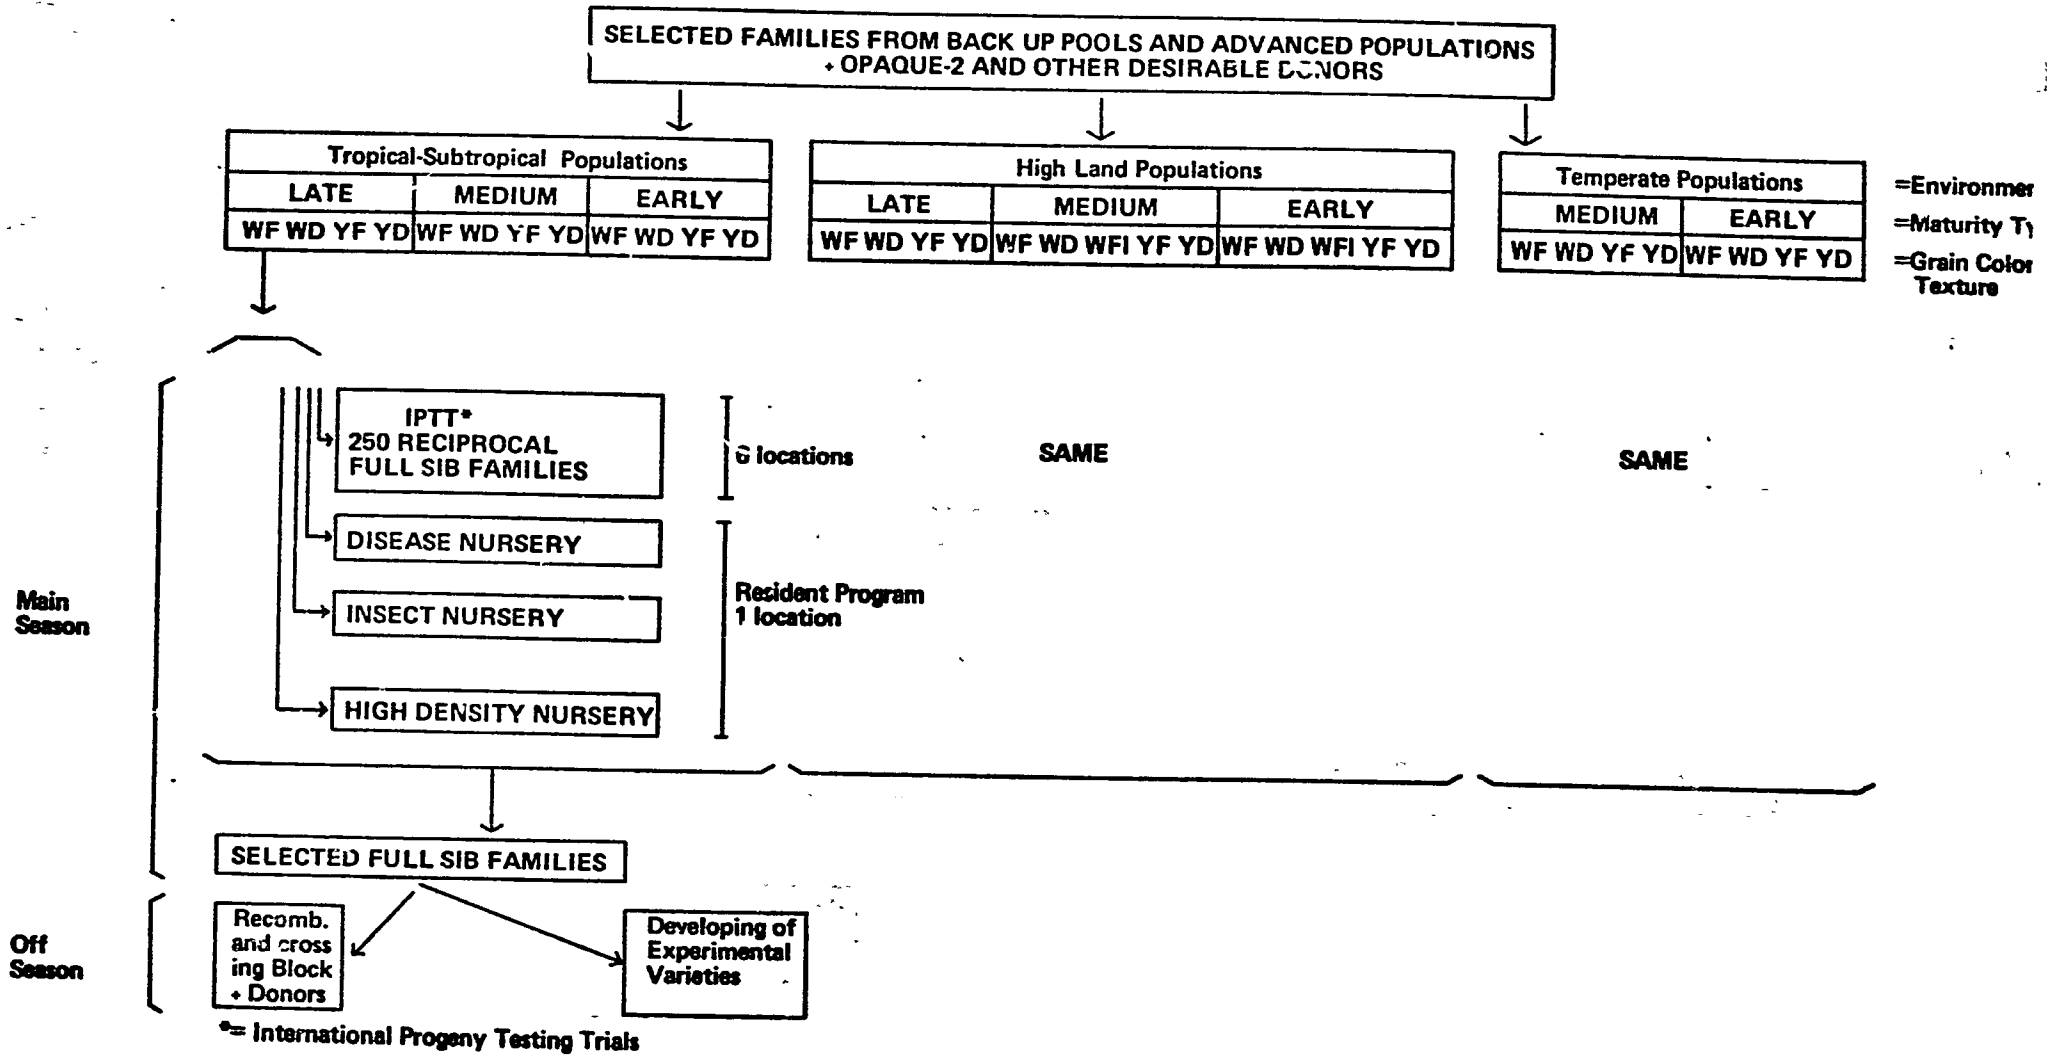 SELECTED FAMILIES FROM BACK UP POOLS AND ADVANCED POPULATIONS
+ OPAQUE-2 AND OTHER DESIRABLE DONORS
Tropical-Subtropical Populations
LATE MEDIUM EARLY
WF WD YF YD WF WD YF YD WF WD YF YD
High Land Populations
LATE MEDIUM EARLY
WF WD YF YD WF WD WFI YF YD WF WD WFI YF YD
Temperate Populations
MEDIUM EARLY
WF WD YF YD WF WD YF YD
=Environmer
=Maturity Ty
=Grain Color
Texture
IPTT*
250 RECIPROCAL
FULL SIB FAMILIES
locations
SAME
SAME
DISEASE NURSERY
INSECT NURSERY
HIGH DENSITY NURSERY
Resident Program
1 location
Main
Season
SELECTED FULL SIB FAMILIES
Off
Season
Recomb.
and cross
ing Block
+ Donors
Developing of
Experimental
Varieties
*= International Progeny Testing Trials